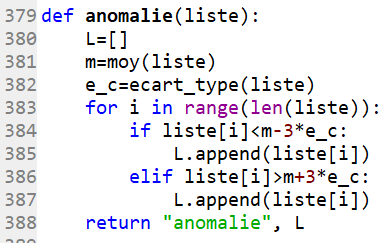 379 def anomalie(liste):
380     L=[]
381     m=moy(liste)
382     e_c=ecart_type(liste)
383     for i in range(len(liste)):
384         if liste[i]<m-3*e_c:
385             L.append(liste[i])
386         elif liste[i]>m+3*e_c:
387             L.append(liste[i])
388     return "anomalie", L